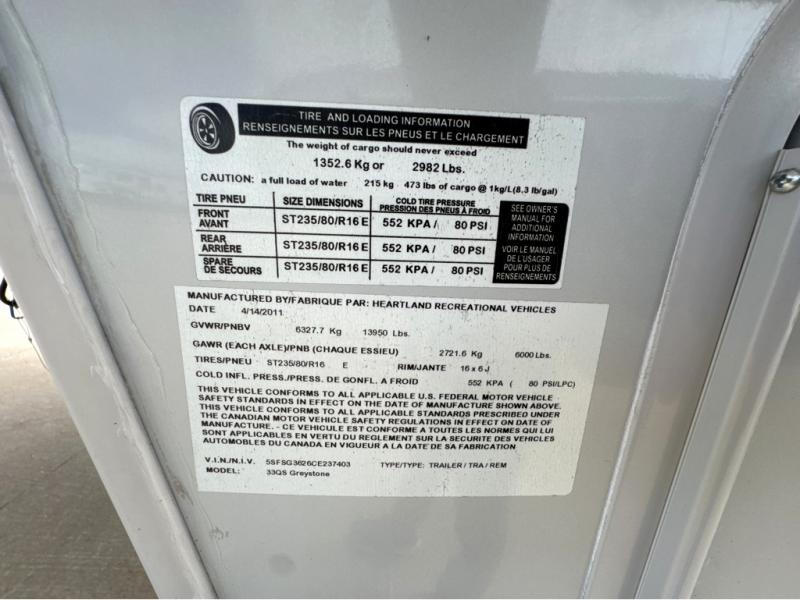 TIRE AND LOADING INFORMATION
RENSEIGNEMENTS SUR LES PNEUS ET LE CHARGEMENT
The weight of cargo should never exceed
1352.6 Kg or 2982 Lbs.
CAUTION: a full load of water 215 kg 473 lbs of cargo @ 1kg/L(8.3 lb/gal)
TIRE PNEU SIZE DIMENSIONS COLD TIRE PRESSURE
PRESSION DES PNEUS À FROID
FRONT
AVANT ST235/80/R16 E 552 KPA / 80 PSI
REAR
ARRIÈRE ST235/80/R16 E 552 KPA / 80 PSI
SPARE
DE SECOURS ST235/80/R16 E 552 KPA / 80 PSI
SEE OWNER'S
MANUAL FOR
ADDITIONAL
INFORMATION
VOIR LE MANUEL
DE L'USAGER
POUR PLUS DE
RENSEIGNEMENTS
MANUFACTURED BY/FABRIQUE PAR: HEARTLAND RECREATIONAL VEHICLES
DATE 4/14/2011
GVWR/PNBV 6327.7 Kg 13950 Lbs.
GAWR (EACH AXLE)/PNB (CHAQUE ESSIEU) 2721.6 Kg 6000 Lbs.
TIRES/PNEU ST235/80/R16 E RIM/JANTE 16 x 6 J
COLD INFL. PRESS./PRESS. DE GONFL. A FROID 552 KPA ( 80 PSI/LPC)
THIS VEHICLE CONFORMS TO ALL APPLICABLE U.S. FEDERAL MOTOR VEHICLE
SAFETY STANDARDS IN EFFECT ON THE DATE OF MANUFACTURE SHOWN ABOVE.
THIS VEHICLE CONFORMS TO ALL APPLICABLE STANDARDS PRESCRIBED UNDER
THE CANADIAN MOTOR VEHICLE SAFETY REGULATIONS IN EFFECT ON DATE OF
MANUFACTURE. - CE VEHICULE EST CONFORME A TOUTES LES NORMES QUI LUI
SONT APPLICABLES EN VERTU DU REGLEMENT SUR LA SECURITE DES VEHICLES
AUTOMOBILES DU CANADA EN VIGUEUR A LA DATE DE SA FABRICATION
V.I.N./N.I.V. 5SFSG3626CE237403 TYPE/TYPE: TRAILER / TRA / REM
MODEL: 33QS Greystone